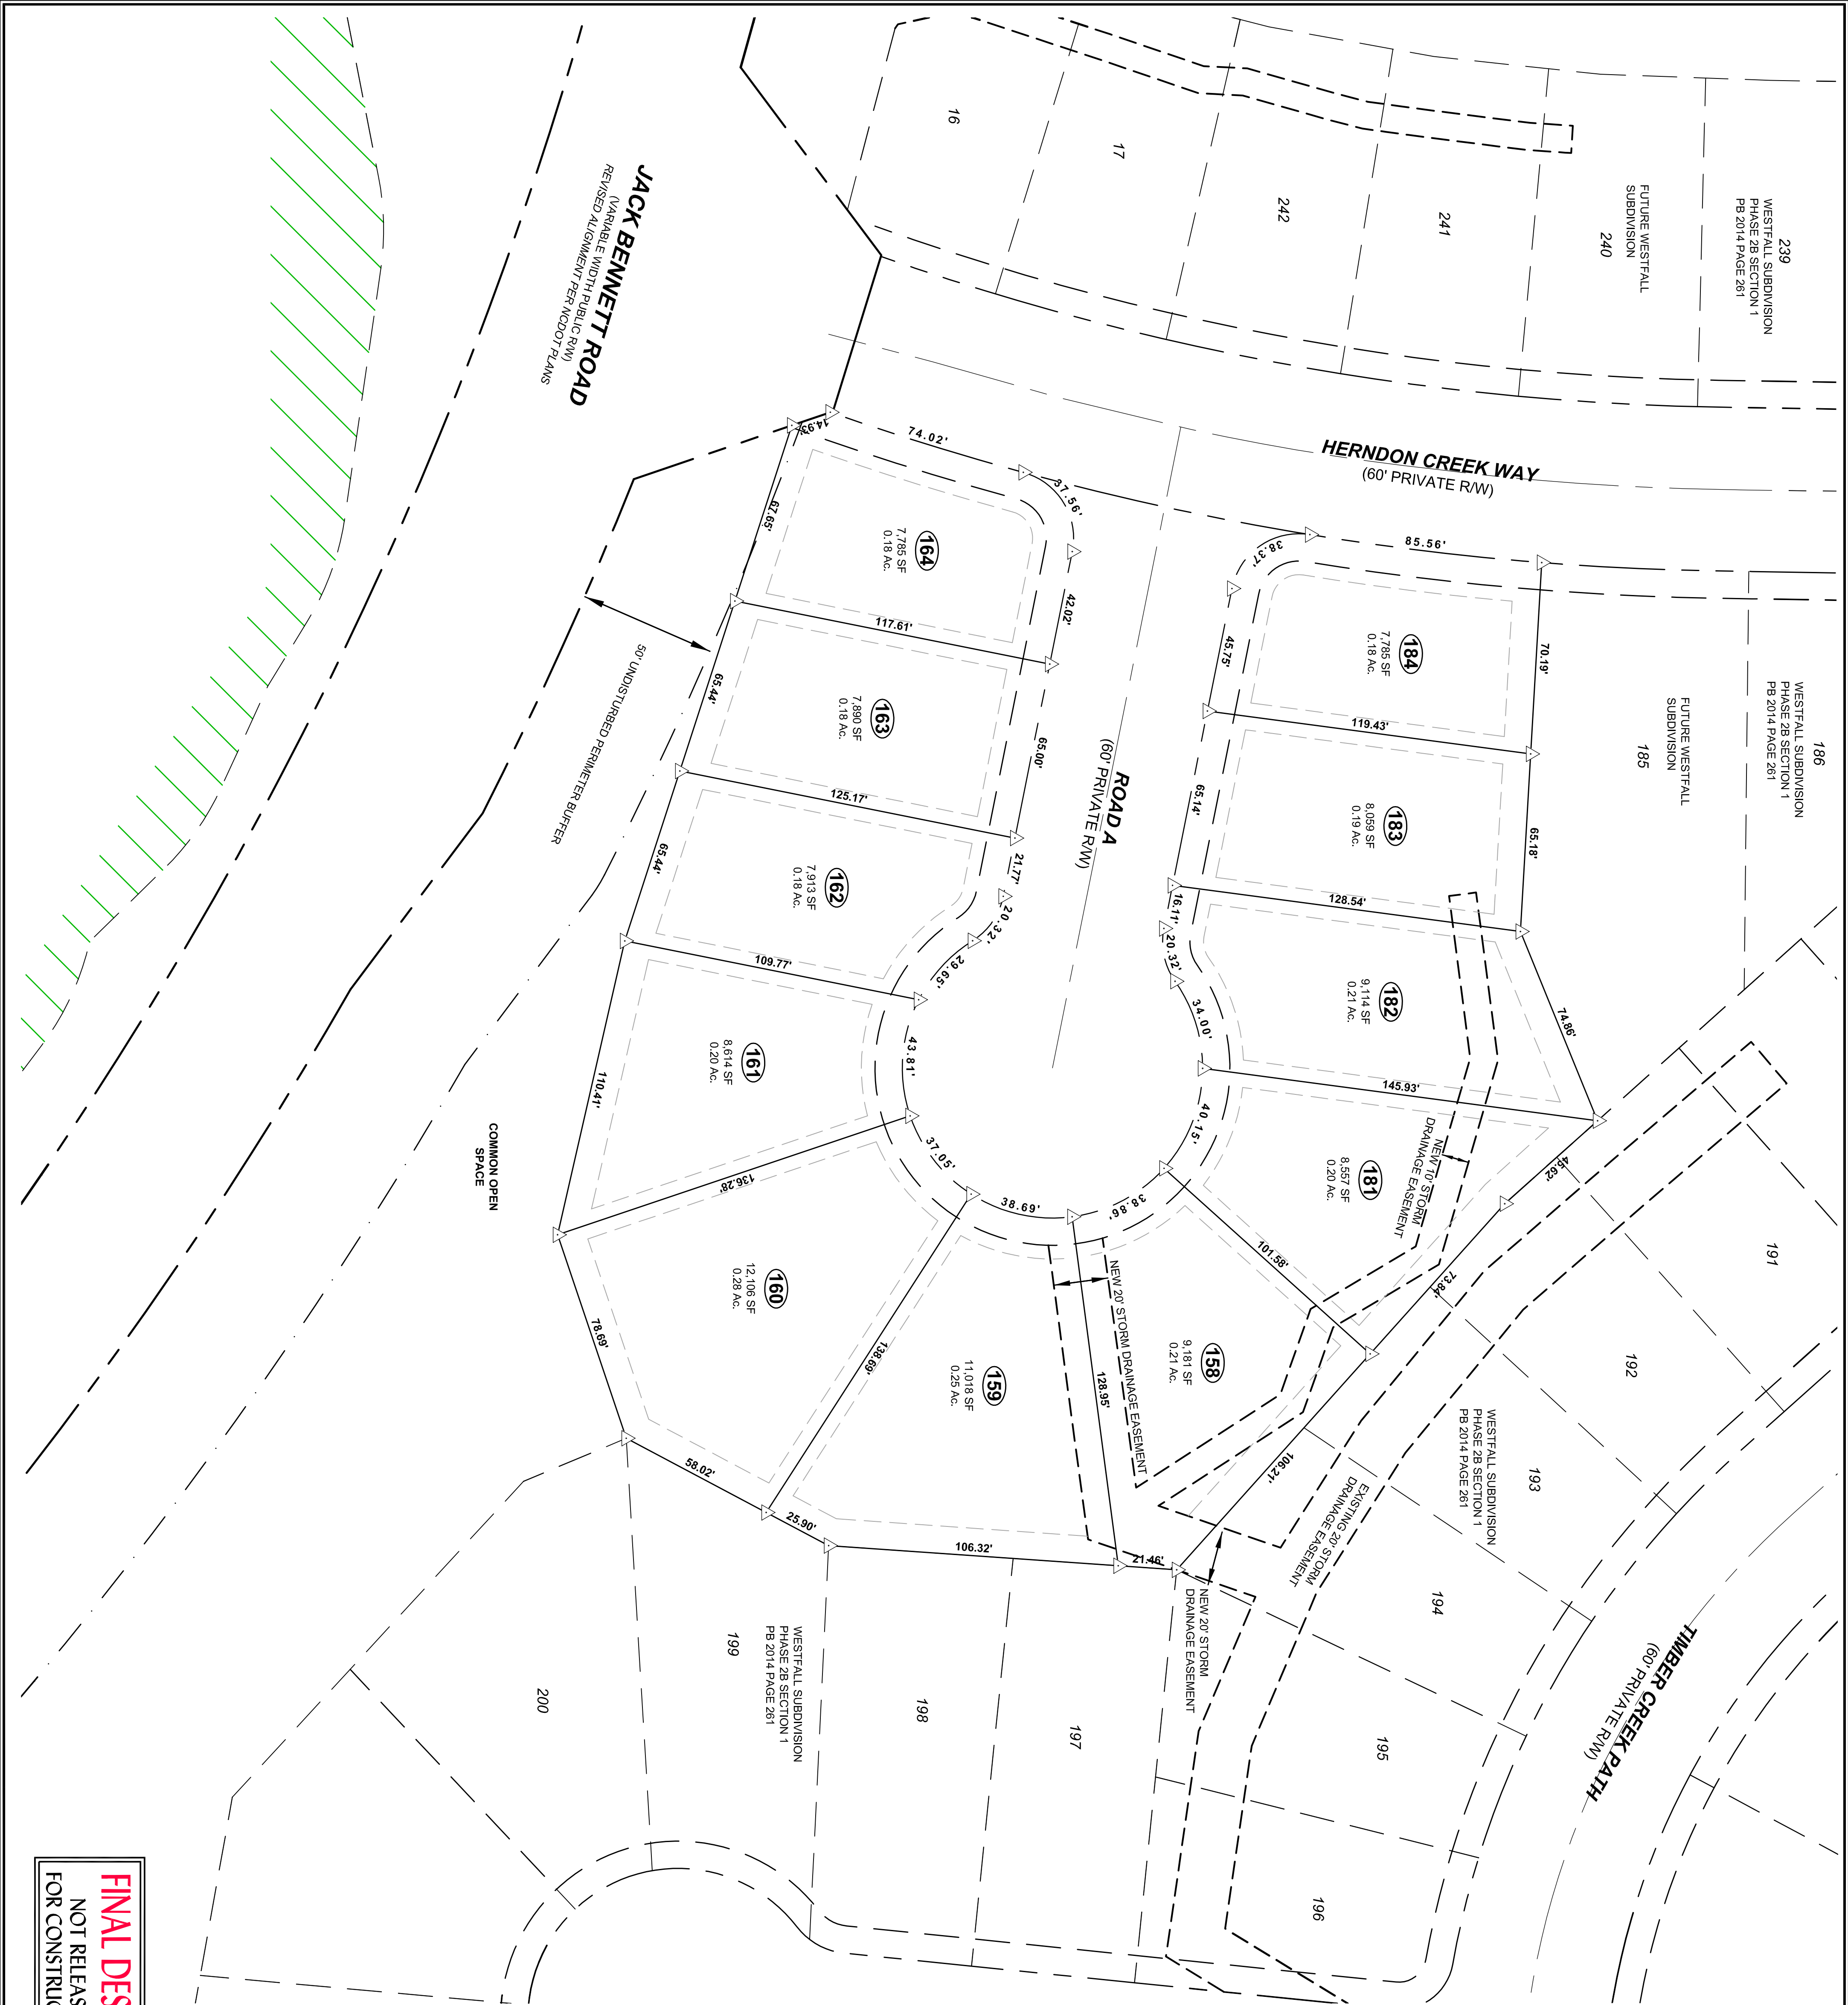 239
WESTFALL SUBDIVISION
PHASE 2B SECTION 1
PB 2014 PAGE 261
FUTURE WESTFALL
SUBDIVISION
240
241
242
17
16
JACK BENNETT ROAD
(VARIABLE WIDTH PUBLIC R/W)
REVISED ALIGNMENT PER NCDOT PLANS
HERNDON CREEK WAY
(60' PRIVATE R/W)
186
WESTFALL SUBDIVISION
PHASE 2B SECTION 1
PB 2014 PAGE 261
FUTURE WESTFALL
SUBDIVISION
185
14.93'
74.02'
37.56'
42.02'
67.65'
164
7,785 SF
0.18 Ac.
117.61'
38.37'
85.56'
45.75'
70.19'
184
7,785 SF
0.18 Ac.
119.43'
65.44'
163
7,890 SF
0.18 Ac.
65.00'
125.17'
ROAD A
(60' PRIVATE R/W)
65.14'
183
8,059 SF
0.19 Ac.
65.18'
128.54'
50' UNDISTURBED PERIMETER BUFFER
65.44'
162
7,913 SF
0.18 Ac.
21.77'
20.32'
29.65'
109.77'
16.11'
20.32'
34.00'
182
9,114 SF
0.21 Ac.
74.86'
145.93'
110.41'
161
8,614 SF
0.20 Ac.
43.81'
136.28'
COMMON OPEN
SPACE
40.15'
181
8,557 SF
0.20 Ac.
NEW 10' STORM
DRAINAGE EASEMENT
45.62'
73.84'
101.58'
37.05'
38.69'
38.86'
78.69'
160
12,106 SF
0.28 Ac.
138.69'
58.02'
159
11,018 SF
0.25 Ac.
128.95'
NEW 20' STORM DRAINAGE EASEMENT
158
9,181 SF
0.21 Ac.
106.21'
25.90'
106.32'
21.46'
191
192
WESTFALL SUBDIVISION
PHASE 2B SECTION 1
PB 2014 PAGE 261
193
EXISTING 20' STORM
DRAINAGE EASEMENT
194
NEW 20' STORM
DRAINAGE EASEMENT
195
196
TIMBER CREEK PATH
(60' PRIVATE R/W)
197
198
WESTFALL SUBDIVISION
PHASE 2B SECTION 1
PB 2014 PAGE 261
199
200
FINAL DES
NOT RELEAS
FOR CONSTRUC